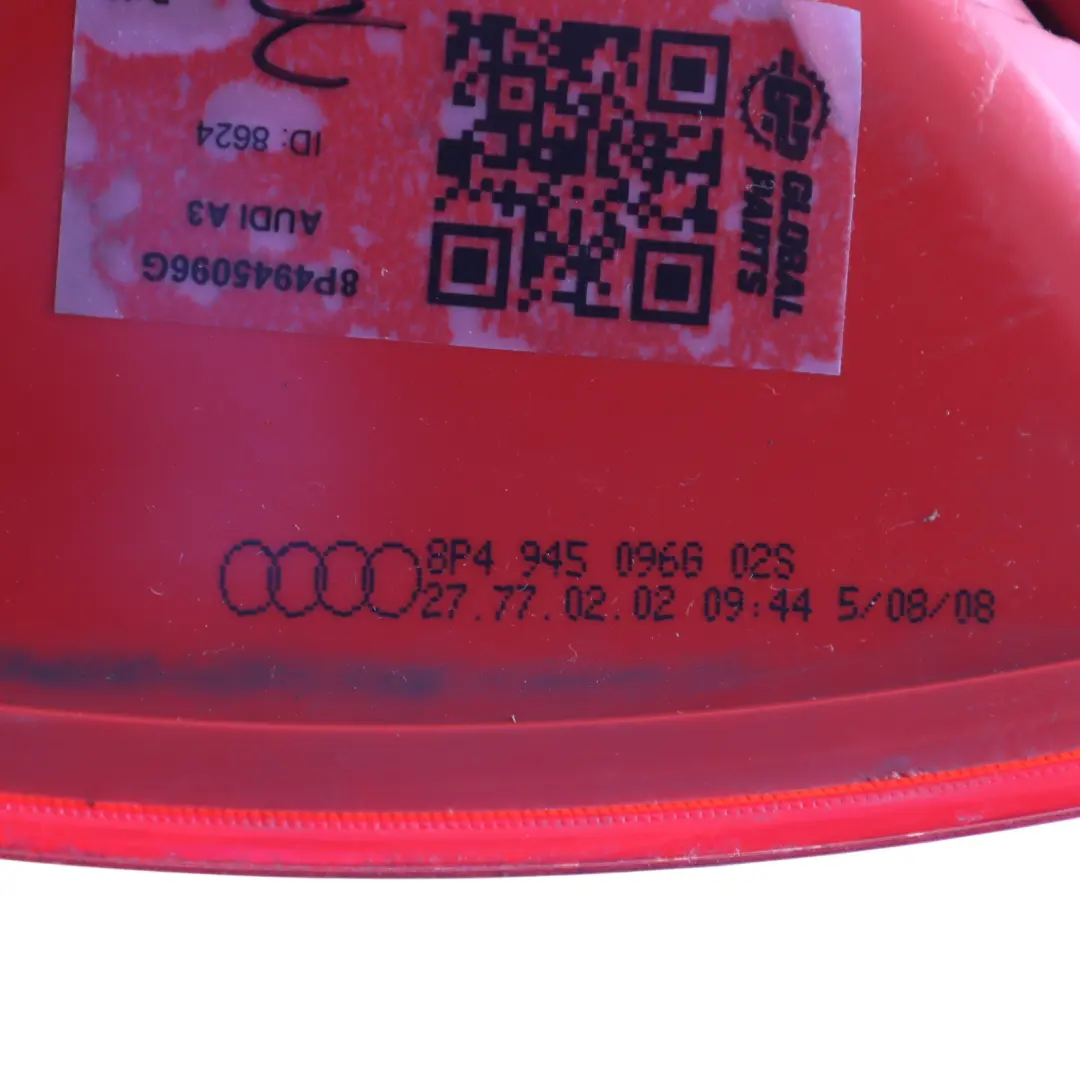 ID: 8624
AUDI A3
8P4945096G
GLOBAL
PARTS
8P4 945 096G 02S
27.77.02.02 09:44 5/08/08